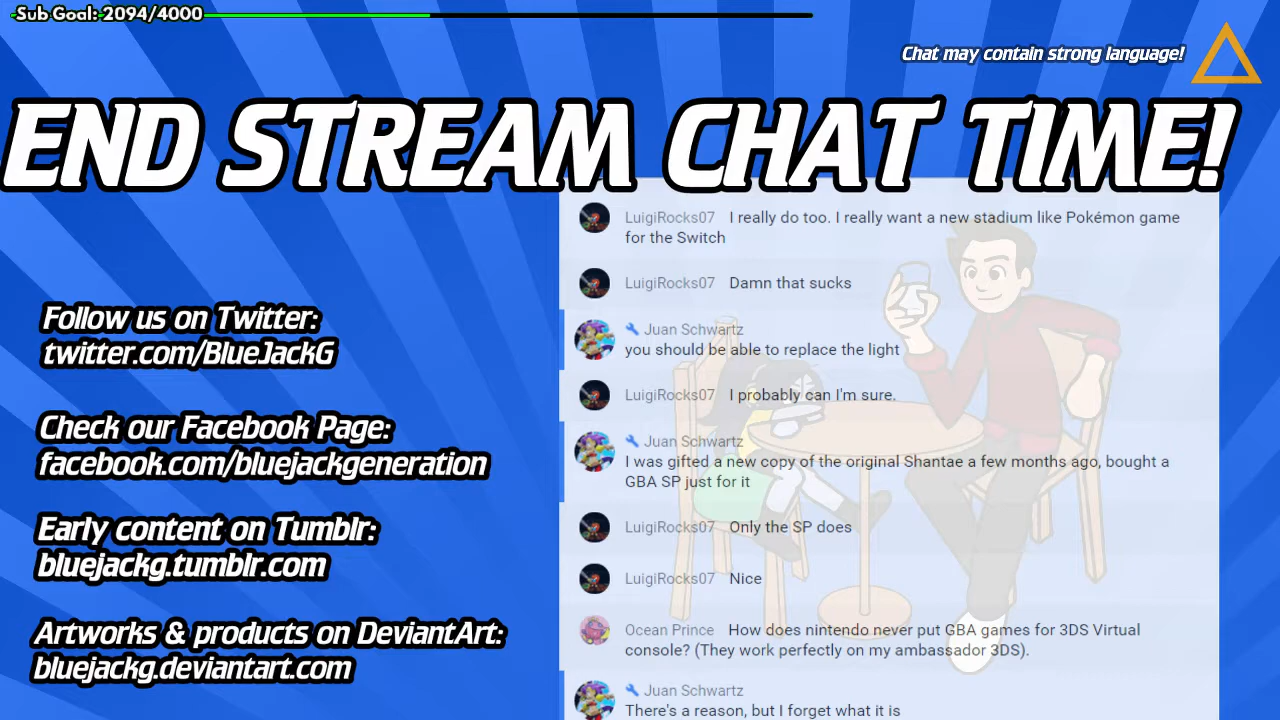 Sub Goal: 2094/4000
Chat may contain strong language!
END STREAM CHAT TIME!
Follow us on Twitter:
twitter.com/BlueJackG
Check our Facebook Page:
facebook.com/bluejackgeneration
Early content on Tumblr:
bluejackg.tumblr.com
Artworks & products on DeviantArt:
bluejackg.deviantart.com
LuigiRocks07 I really do too. I really want a new stadium like Pokémon game
for the Switch
LuigiRocks07 Damn that sucks
Juan Schwartz
you should be able to replace the light
LuigiRocks07 I probably can I'm sure.
Juan Schwartz
I was gifted a new copy of the original Shantae a few months ago, bought a
GBA SP just for it
LuigiRocks07 Only the SP does
LuigiRocks07 Nice
Ocean Prince How does nintendo never put GBA games for 3DS Virtual
console? (They work perfectly on my ambassador 3DS).
Juan Schwartz
There's a reason, but I forget what it is